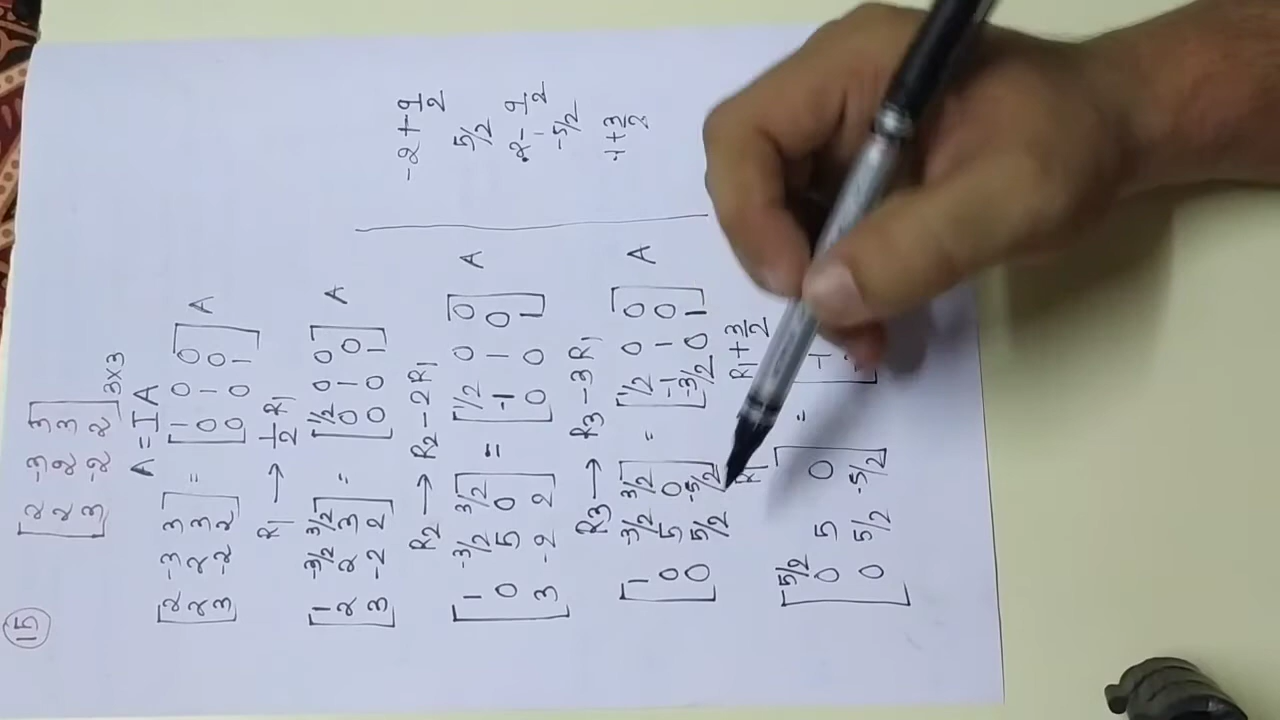 15
2 -3 3
2 2 3
3 -2 2 3×3
A = IA
2 -3 3 = 1 0 0 A
2 2 3 0 1 0
3 -2 2 0 0 1
R1 → 1/2 R1
1 -3/2 3/2 = 1/2 0 0 A
2 2 3 0 1 0
3 -2 2 0 0 1
R2 → R2 - 2R1
1 -3/2 3/2 = 1/2 0 0 A
0 5 0 -1 1 0
3 -2 2 0 0 1
R3 → R3 - 3R1
1 -3/2 3/2 = 1/2 0 0 A
0 5 0 -1 1 0
0 5/2 -5/2 -3/2 0 1
R1 R1 + 3/2
5/2 =
0 5 0 -1
0 5/2 -5/2
-2 + 9/2
5/2
2 - 9/2
-5/2
-1 + 3/2